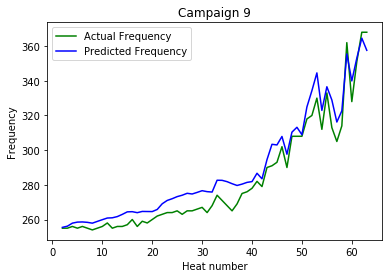 Campaign 9
Actual Frequency
Predicted Frequency
Frequency
360
340
320
300
280
260
0 10 20 30 40 50 60
Heat number